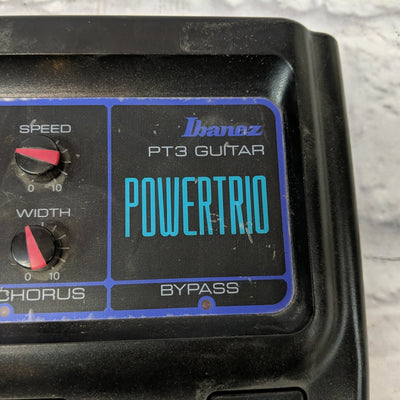 SPEED
0 10
WIDTH
0 10
CHORUS
Ibanez
PT3 GUITAR
POWERTRIO
BYPASS